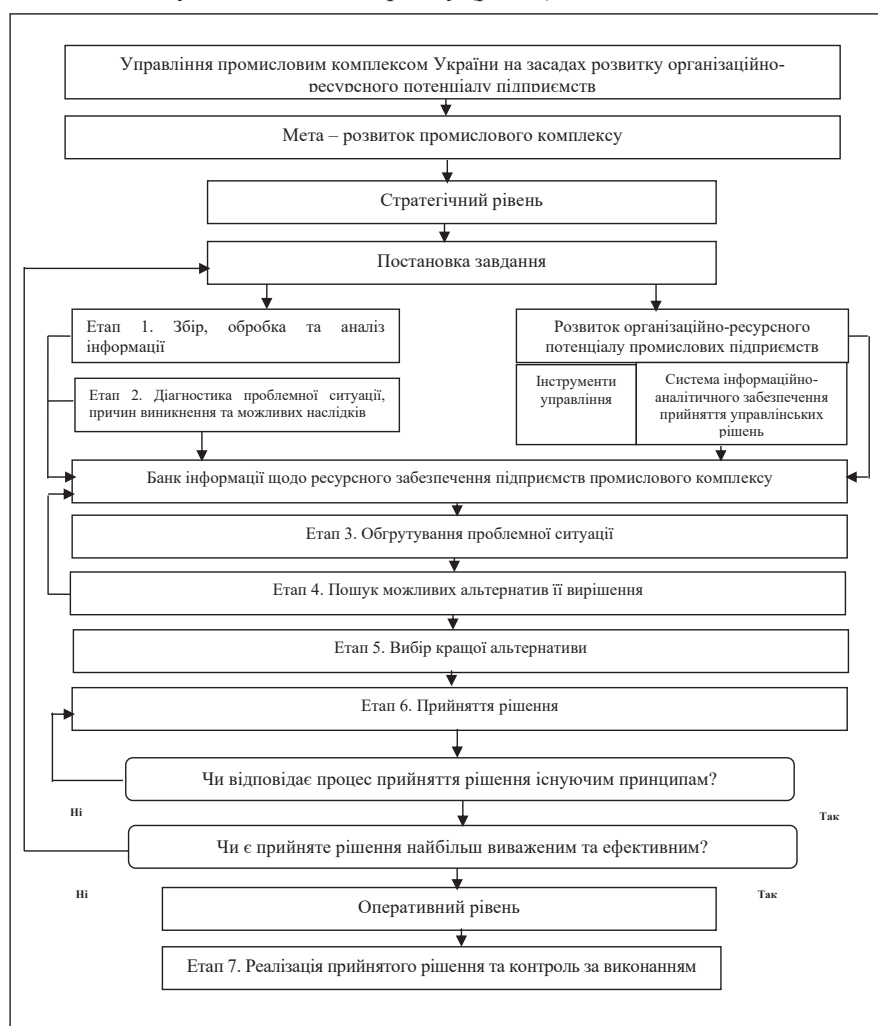 Управління промисловим комплексом України на засадах розвитку організаційно-
ресурсного потенціалу підприємств
Мета – розвиток промислового комплексу
Стратегічний рівень
Постановка завдання
Етап 1. Збір, обробка та аналіз
інформації
Розвиток організаційно-ресурсного
потенціалу промислових підприємств
Етап 2. Діагностика проблемної ситуації,
причин виникнення та можливих наслідків
Інструменти
управління
Система інформаційно-
аналітичного забезпечення
прийняття управлінських
рішень
Банк інформації щодо ресурсного забезпечення підприємств промислового комплексу
Етап 3. Обгрутування проблемної ситуації
Етап 4. Пошук можливих альтернатив її вирішення
Етап 5. Вибір кращої альтернативи
Етап 6. Прийняття рішення
Чи відповідає процес прийняття рішення існуючим принципам?
Ні
Так
Чи є прийняте рішення найбільш виваженим та ефективним?
Ні
Так
Оперативний рівень
Етап 7. Реалізація прийнятого рішення та контроль за виконанням